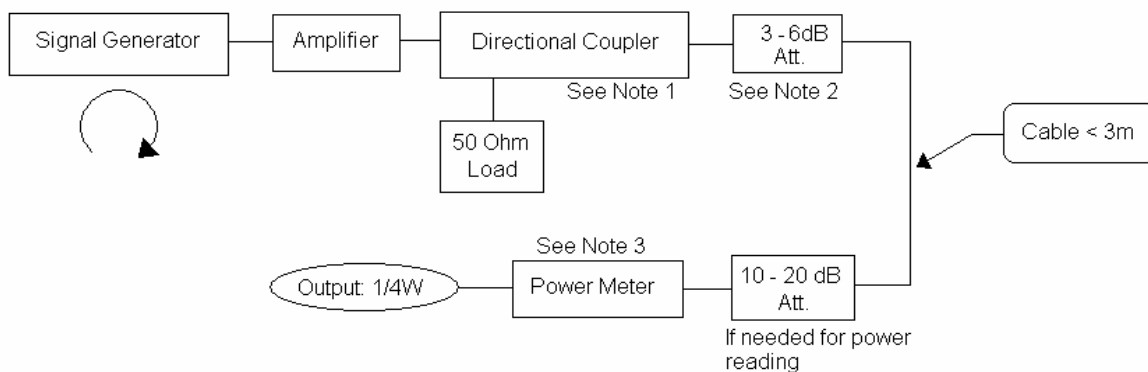 Signal Generator
Amplifier
Directional Coupler
3 - 6dB
Att.
See Note 1
See Note 2
50 Ohm
Load
Cable < 3m
See Note 3
Output: 1/4W
Power Meter
10 - 20 dB
Att.
If needed for power
reading